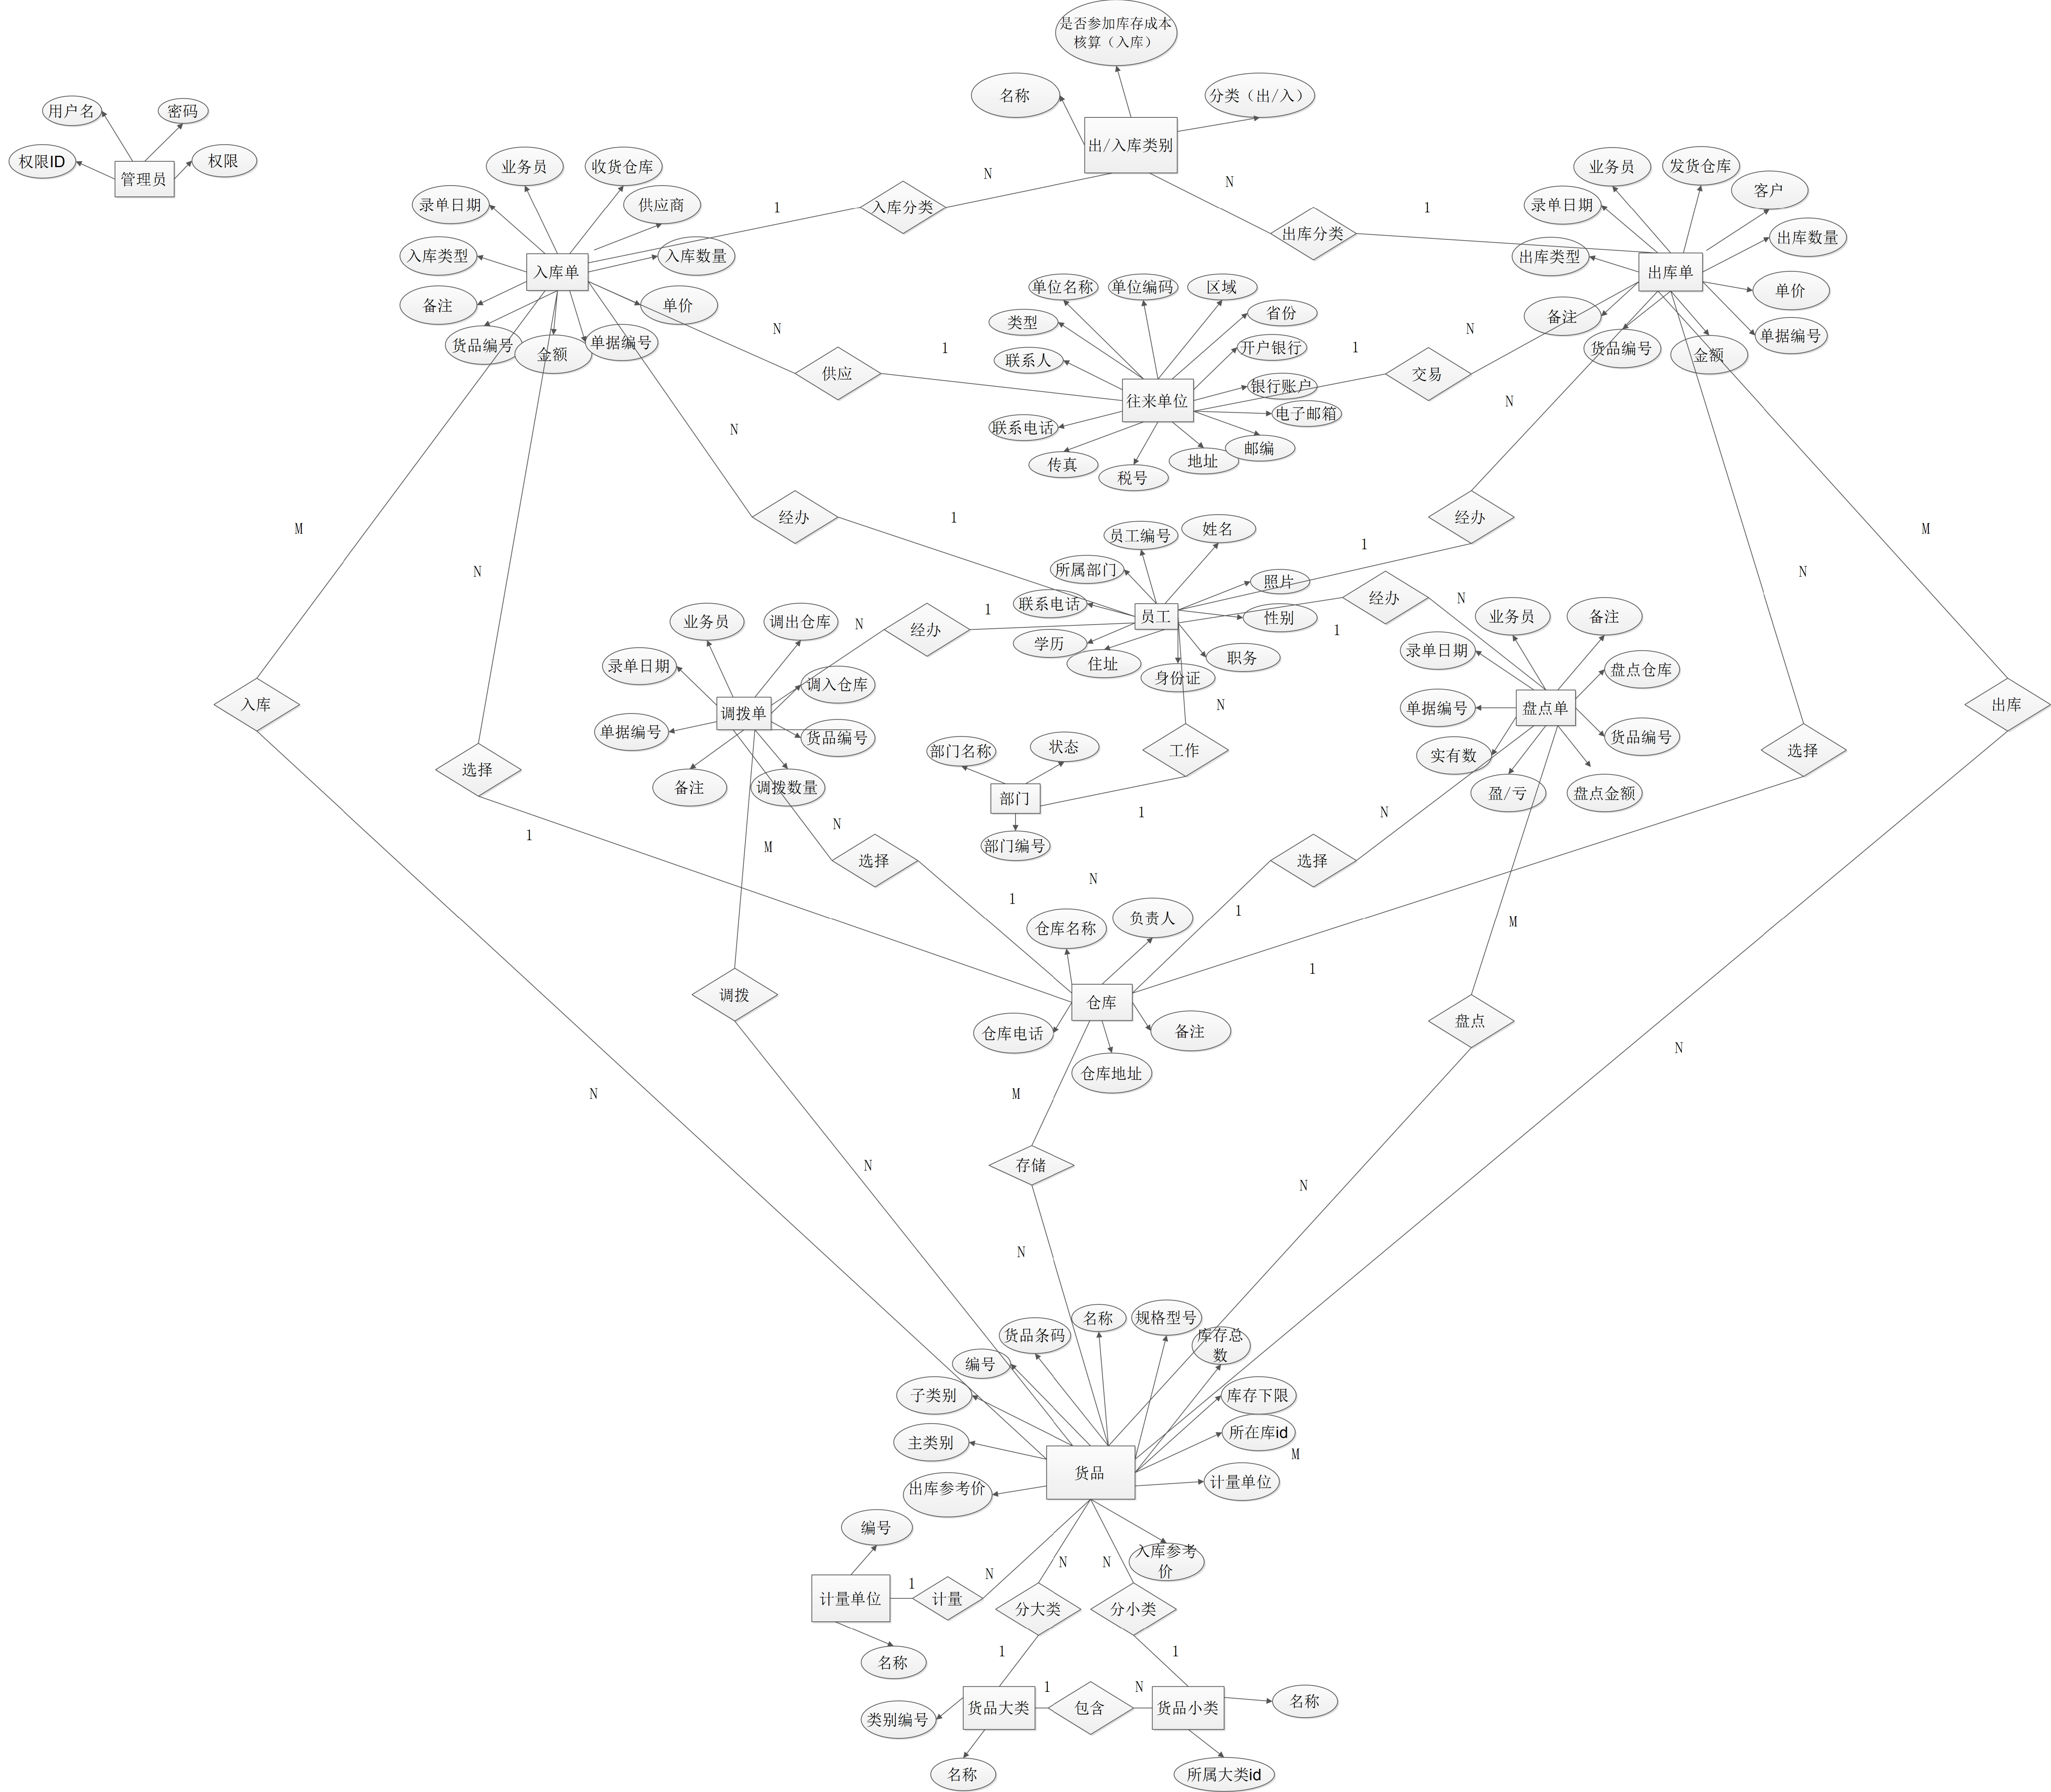 是否参加库存成本
核算（入库）
名称
分类（出/入）
出/入库类别
用户名
密码
权限ID
权限
管理员
业务员
收货仓库
录单日期
供应商
入库类型
入库数量
入库单
备注
单价
货品编号
金额
单据编号
N
1
入库分类
N
出库分类
1
业务员
发货仓库
录单日期
客户
出库类型
出库数量
出库单
备注
单价
货品编号
金额
单据编号
单位名称
单位编码
区域
类型
省份
联系人
开户银行
往来单位
银行账户
电子邮箱
联系电话
传真
税号
地址
邮编
N
供应
1
1
交易
N
N
经办
1
N
经办
1
员工编号
姓名
所属部门
照片
联系电话
员工
性别
学历
住址
身份证
职务
M
入库
N
N
选择
1
业务员
调出仓库
录单日期
调入仓库
调拨单
单据编号
货品编号
备注
调拨数量
N
经办
1
经办
N
1
业务员
备注
录单日期
盘点仓库
单据编号
盘点单
货品编号
实有数
盈/亏
盘点金额
N
选择
1
M
出库
N
N
工作
1
部门名称
状态
部门
部门编号
M
调拨
N
N
选择
1
N
选择
N
1
M
盘点
N
仓库名称
负责人
仓库
仓库电话
备注
仓库地址
M
存储
N
名称
规格型号
货品条码
库存总
数
编号
子类别
库存下限
主类别
所在库id
M
货品
出库参考价
计量单位
入库参考
价
编号
计量单位
1
计量
N
名称
N
分大类
1
N
分小类
1
货品大类
1
包含
N
货品小类
名称
类别编号
名称
所属大类id